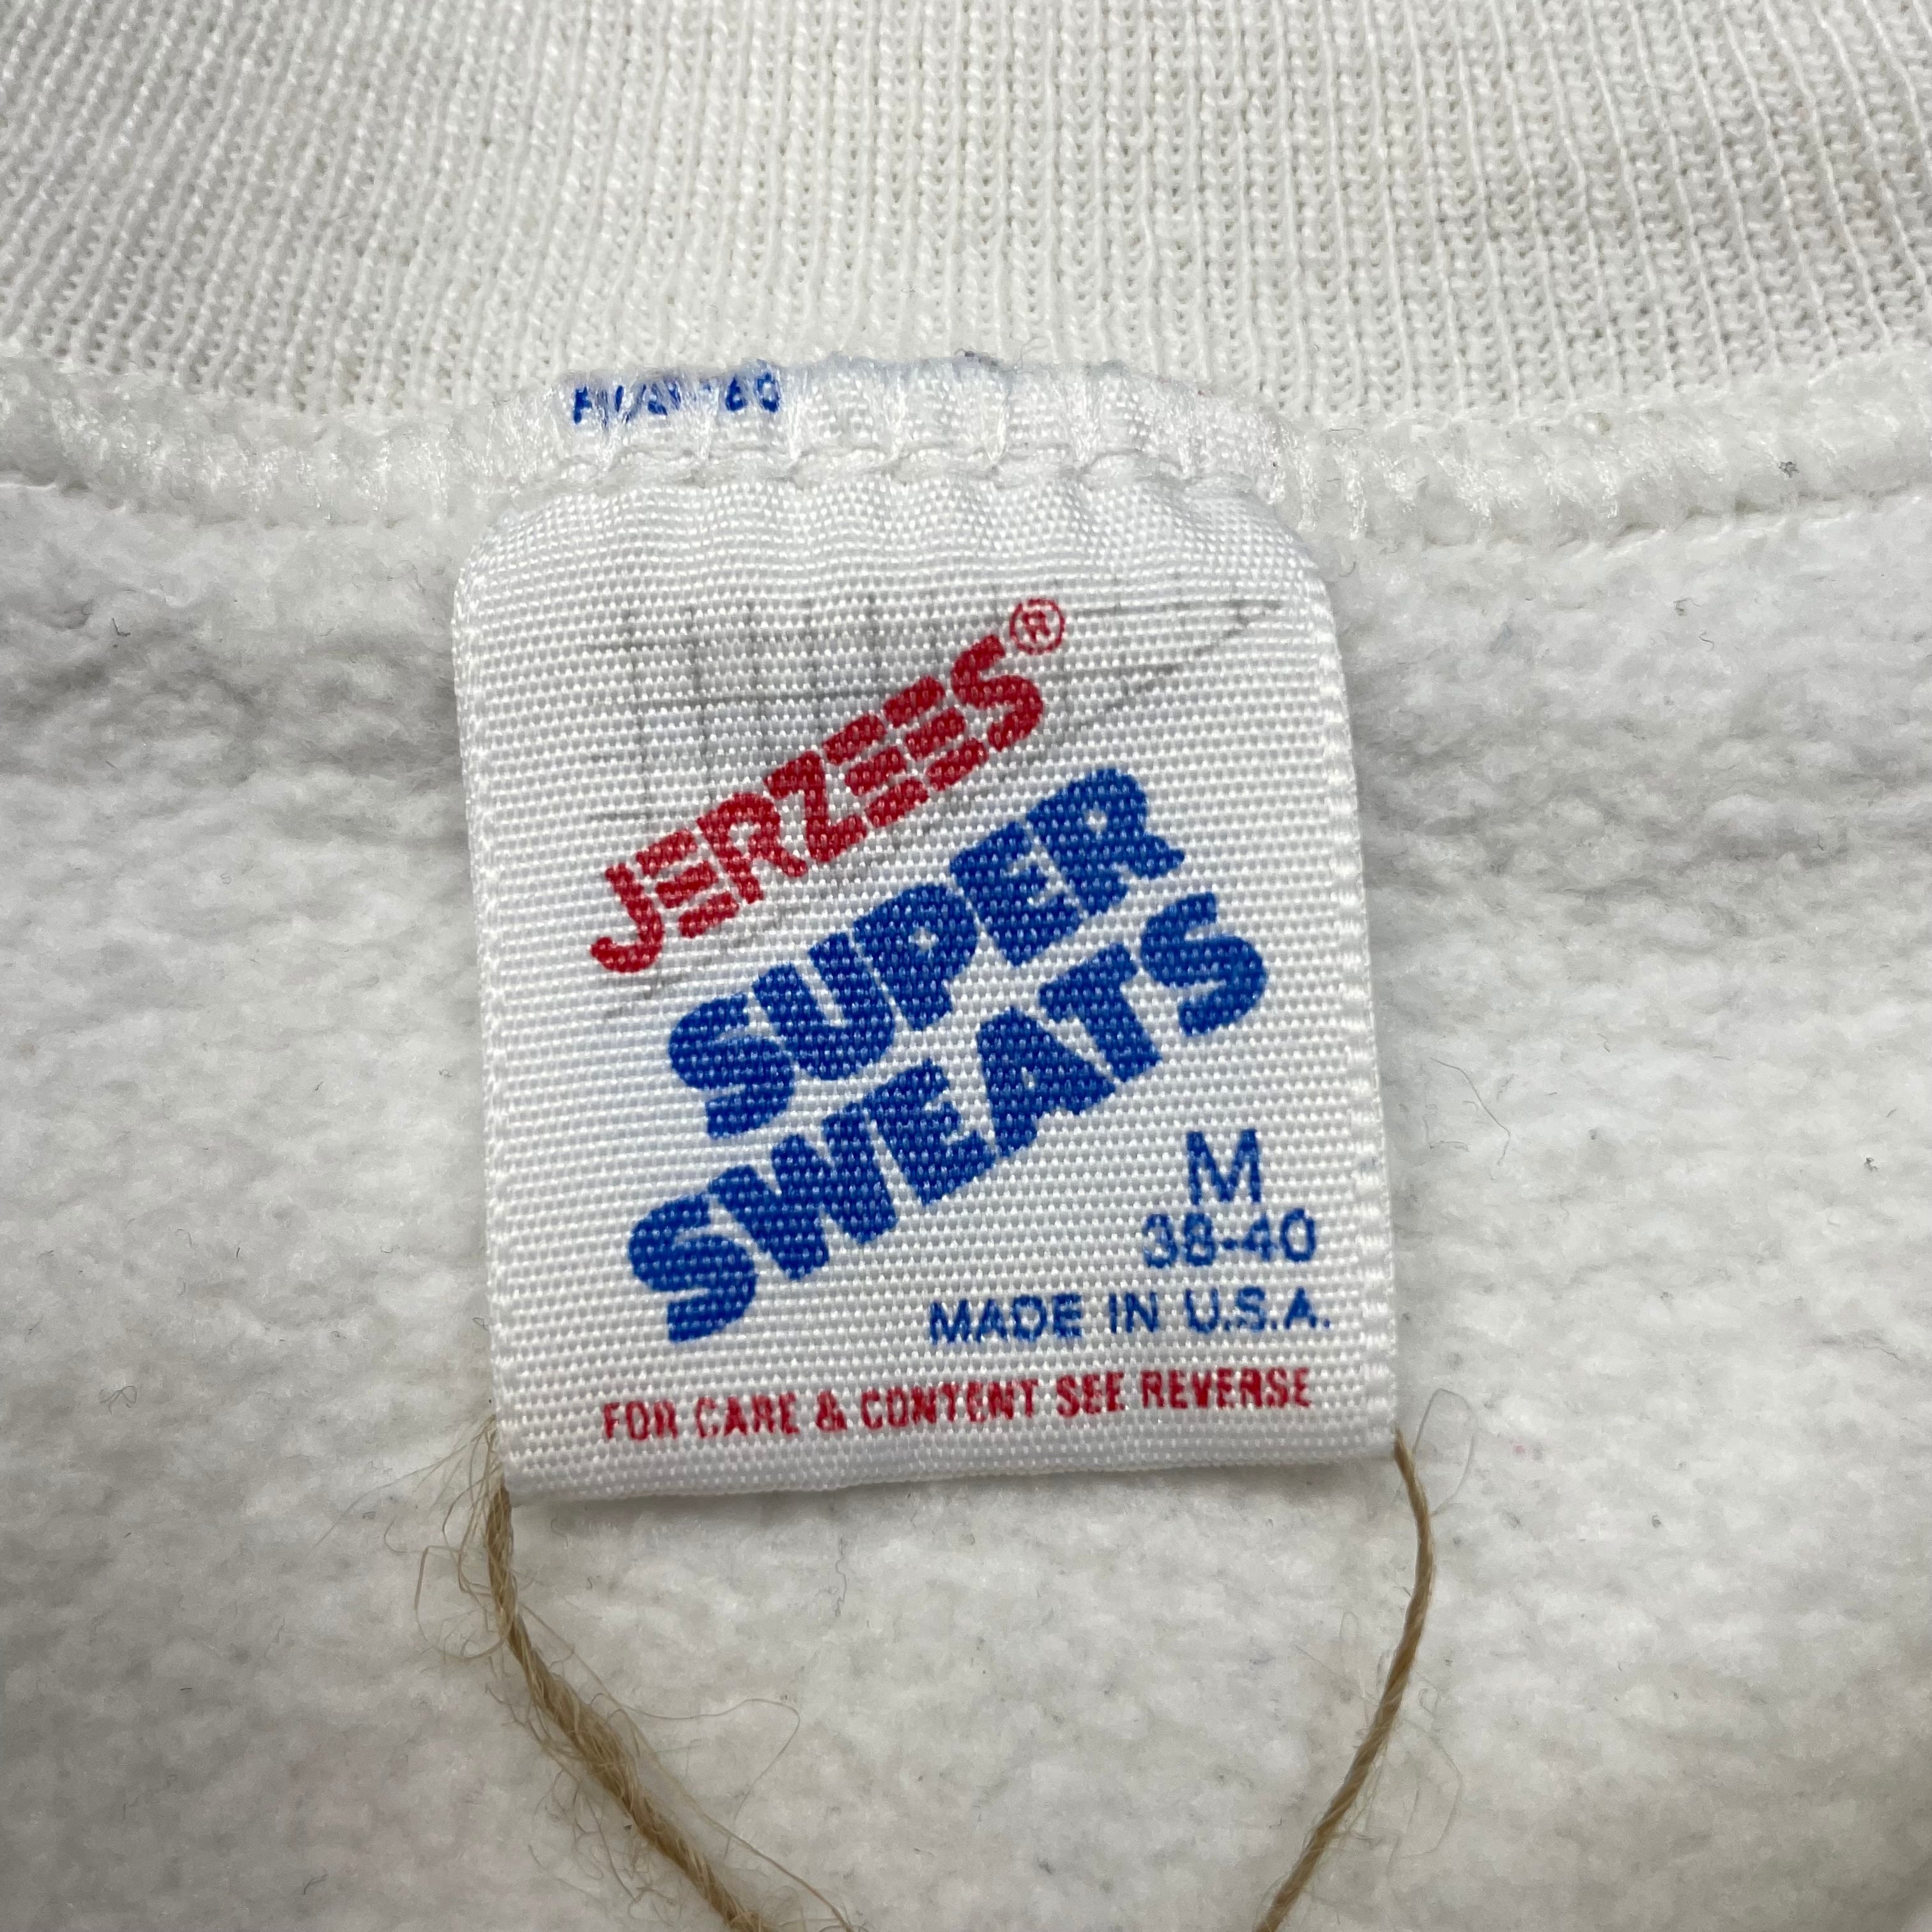 JERZEES®
SUPER
SWEATS
M
38-40
MADE IN U.S.A.
FOR CARE & CONTENT SEE REVERSE